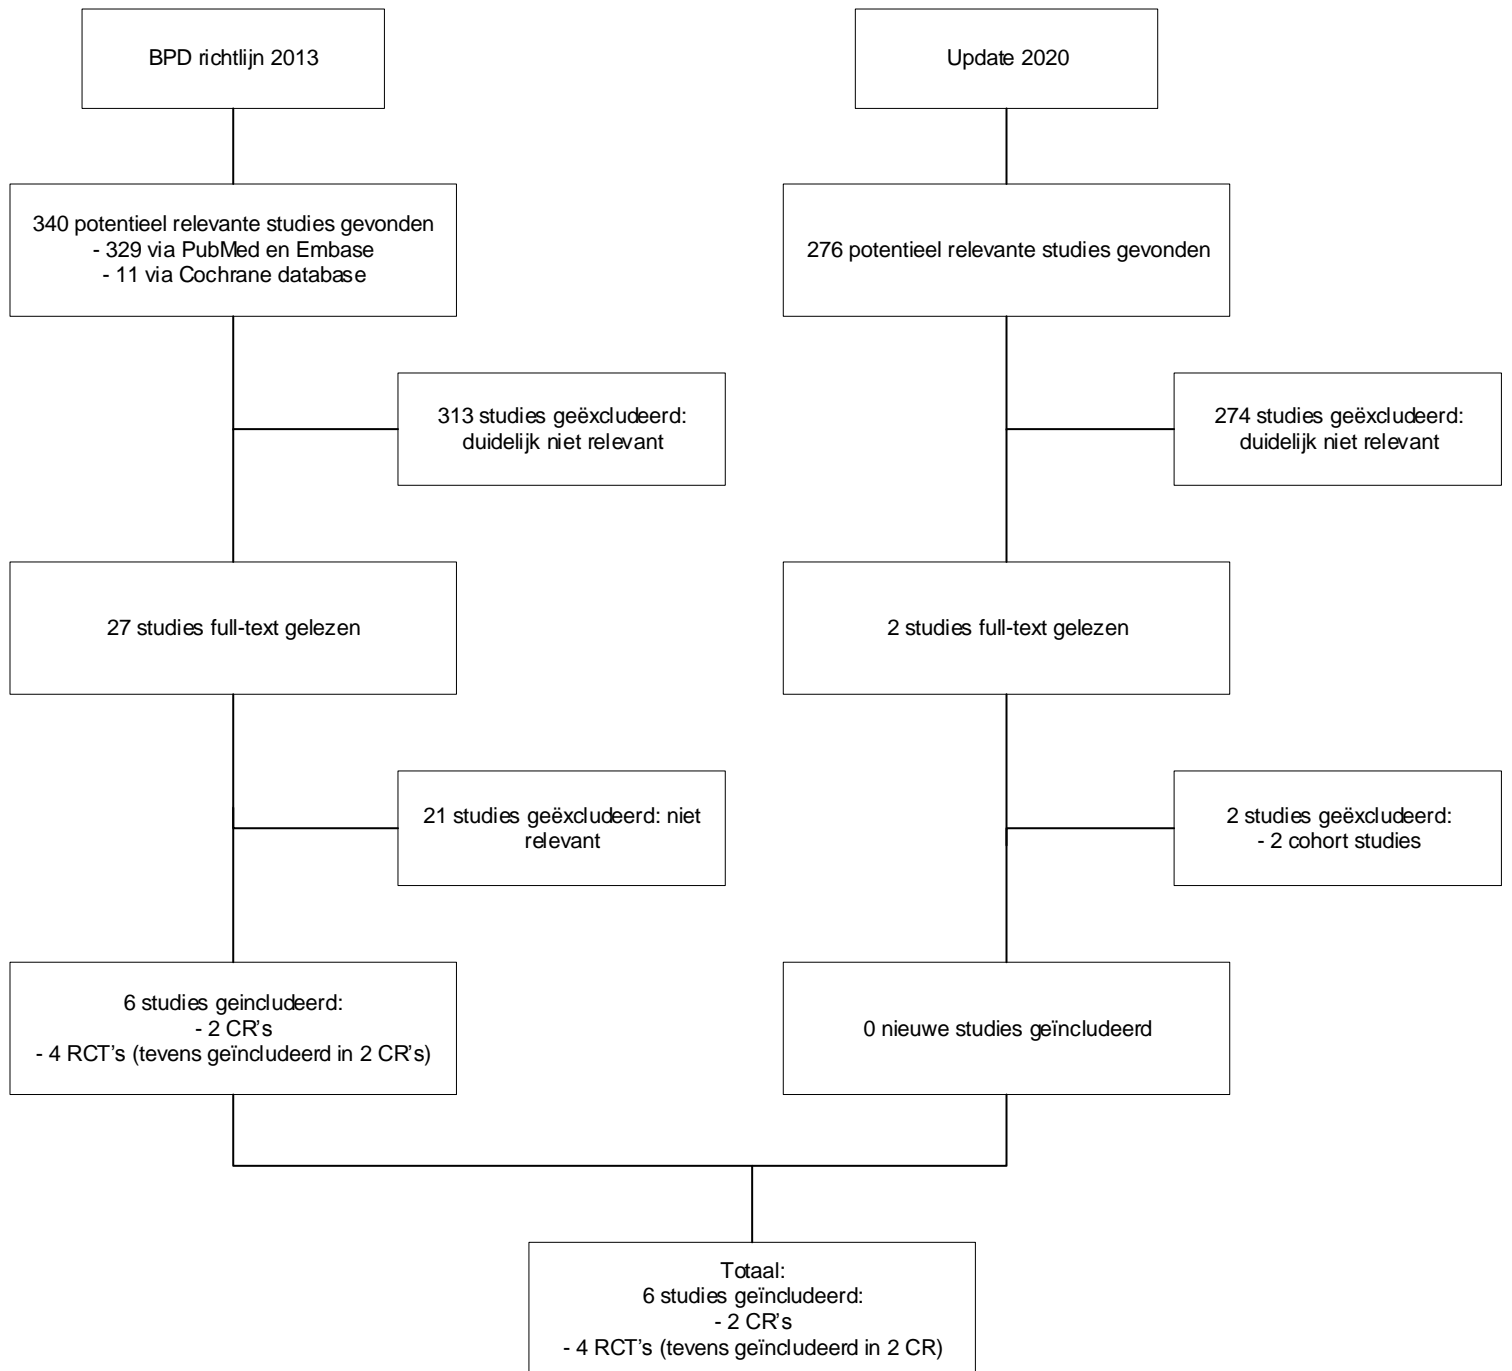 BPD richtlijn 2013
Update 2020
340 potentieel relevante studies gevonden
- 329 via PubMed en Embase
- 11 via Cochrane database
276 potentieel relevante studies gevonden
313 studies geëxcludeerd:
duidelijk niet relevant
274 studies geëxcludeerd:
duidelijk niet relevant
27 studies full-text gelezen
2 studies full-text gelezen
21 studies geëxcludeerd: niet
relevant
2 studies geëxcludeerd:
- 2 cohort studies
6 studies geincludeerd:
- 2 CR's
- 4 RCT's (tevens geïncludeerd in 2 CR's)
0 nieuwe studies geïncludeerd
Totaal:
6 studies geïncludeerd:
- 2 CR's
- 4 RCT's (tevens geïncludeerd in 2 CR)